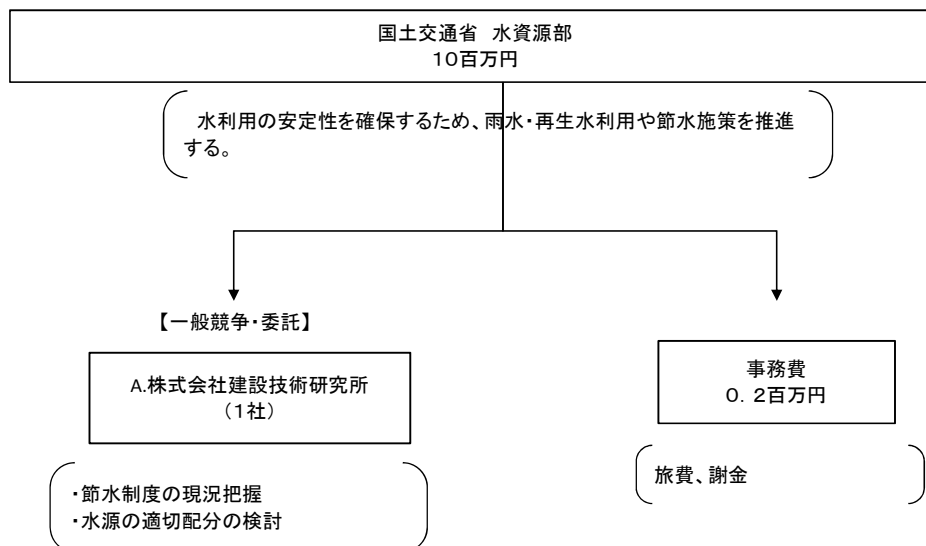 国土交通省 水資源部
10百万円
水利用の安定性を確保するため、雨水・再生水利用や節水施策を推進
する。
【一般競争・委託】
A.株式会社建設技術研究所
(1社)
・節水制度の現況把握
・水源の適切配分の検討
事務費
0.2百万円
旅費、謝金